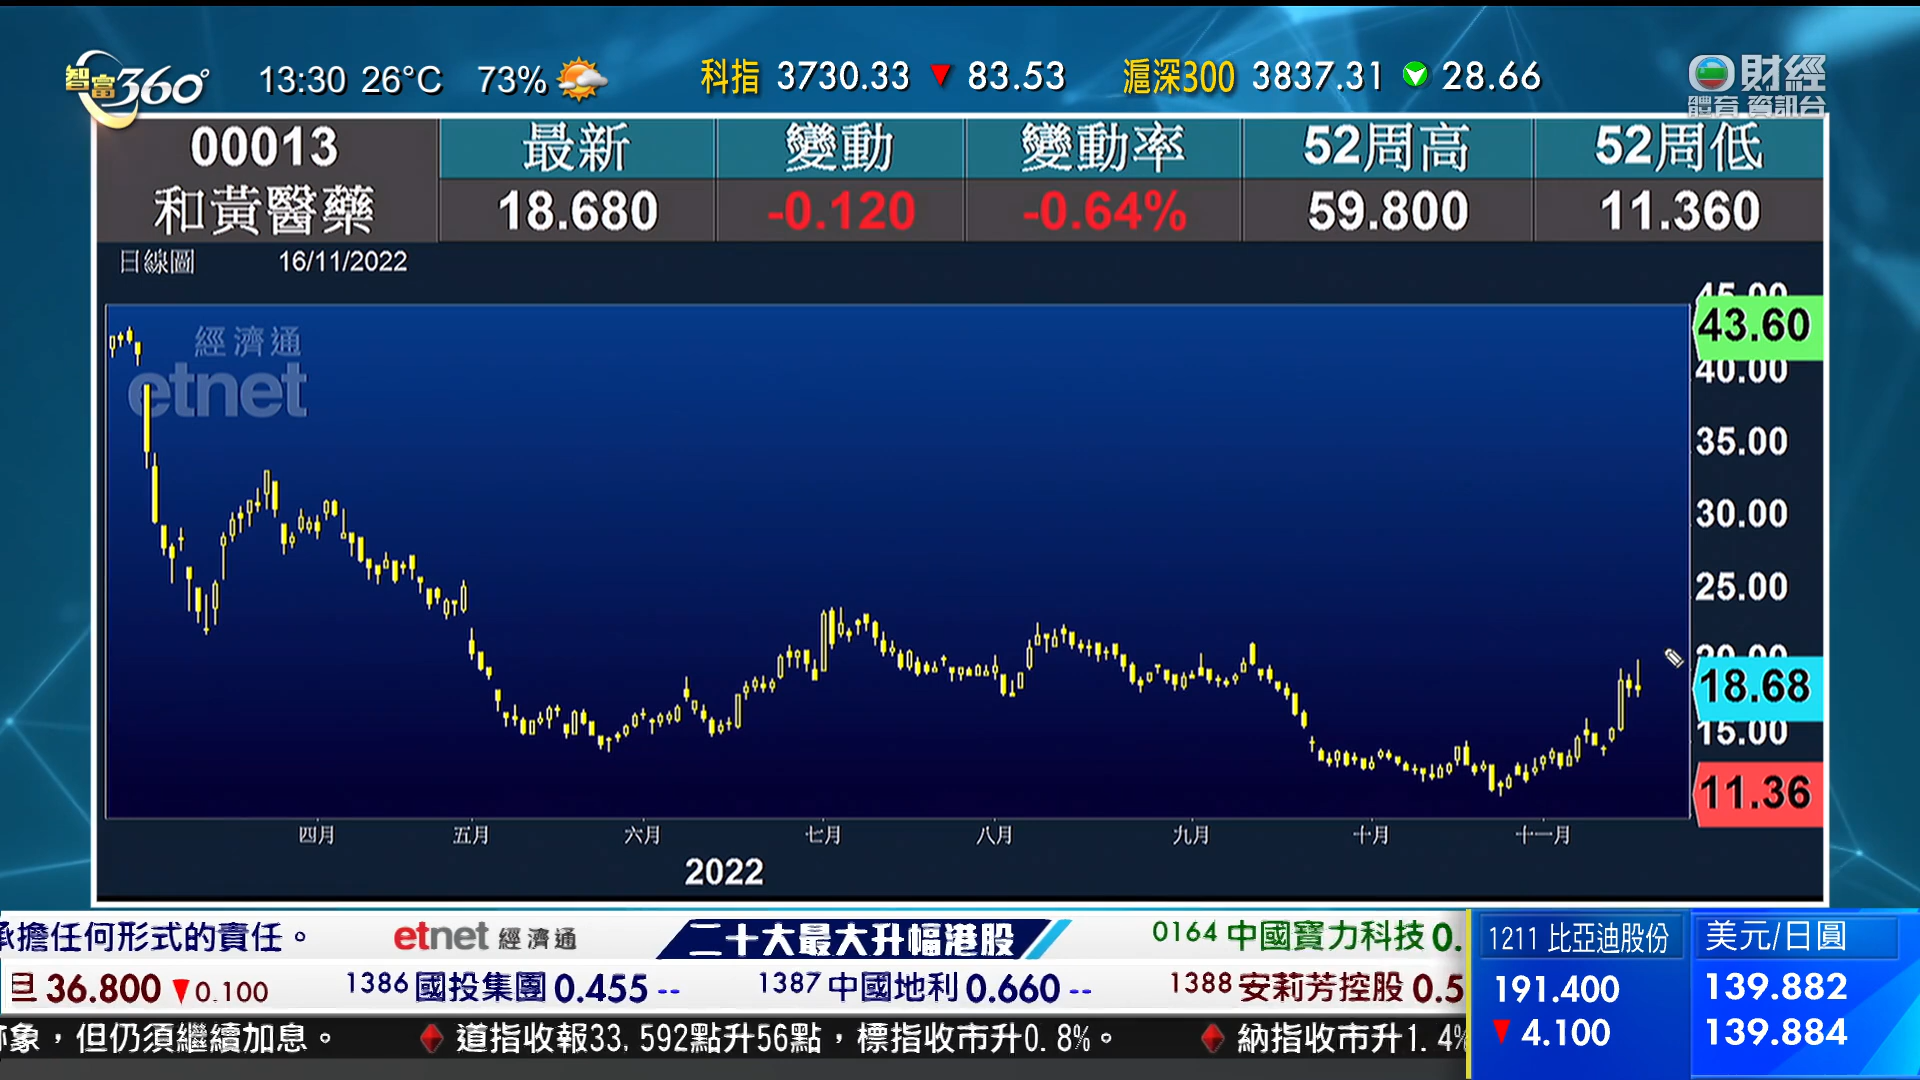 智富360°
13:30 26°C 73%
科指 3730.33 ▼ 83.53 滬深300 3837.31 28.66
財經
體育 資訊台
00013 最新 變動 變動率 52周高 52周低
和黃醫藥 18.680 -0.120 -0.64% 59.800 11.360
日線圖 16/11/2022
經濟通
etnet
45.00
43.60
40.00
35.00
30.00
25.00
20.00
18.68
15.00
11.36
四月 五月 六月 七月 八月 九月 十月 十一月
2022
承擔任何形式的責任。 etnet 經濟通 二十大最大升幅港股 0164 中國寶力科技 0.
36.800 ▼0.100 1386 國投集團 0.455 -- 1387 中國地利 0.660 -- 1388 安莉芳控股 0.5
象，但仍須繼續加息。 道指收報33,592點升56點，標指收市升0.8%。 納指收市升1.4%
1211 比亞迪股份
191.400
▼ 4.100
美元/日圓
139.882
139.884